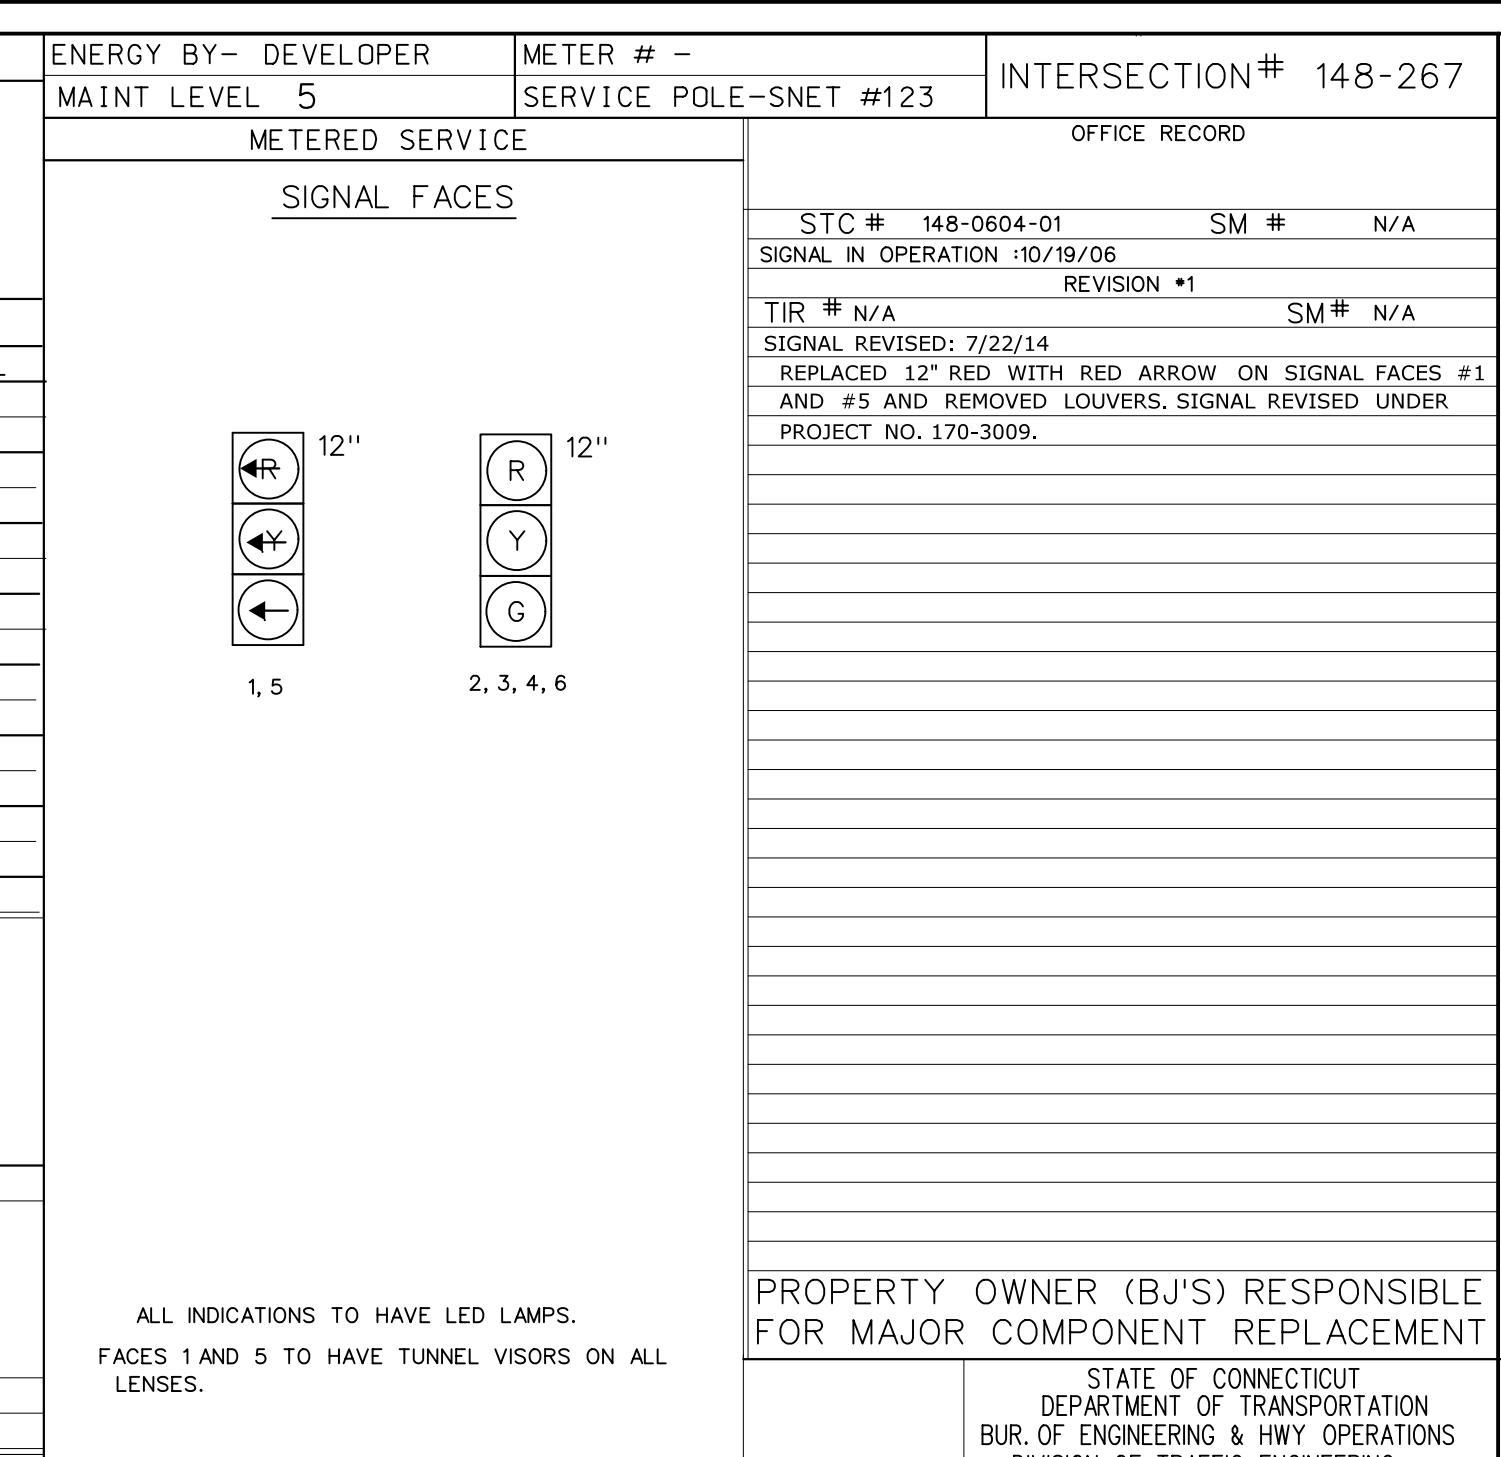 ENERGY BY- DEVELOPER
METER # -
INTERSECTION# 148-267
MAINT LEVEL 5
SERVICE POLE-SNET #123
METERED SERVICE
SIGNAL FACES
12"
R
Y
1, 5
12"
R
Y
G
2, 3, 4, 6
ALL INDICATIONS TO HAVE LED LAMPS.
FACES 1 AND 5 TO HAVE TUNNEL VISORS ON ALL
LENSES.
OFFICE RECORD
STC # 148-0604-01 SM # N/A
SIGNAL IN OPERATION :10/19/06
REVISION #1
TIR # N/A SM# N/A
SIGNAL REVISED: 7/22/14
REPLACED 12" RED WITH RED ARROW ON SIGNAL FACES #1
AND #5 AND REMOVED LOUVERS. SIGNAL REVISED UNDER
PROJECT NO. 170-3009.
PROPERTY OWNER (BJ'S) RESPONSIBLE
FOR MAJOR COMPONENT REPLACEMENT
STATE OF CONNECTICUT
DEPARTMENT OF TRANSPORTATION
BUR. OF ENGINEERING & HWY OPERATIONS
DIVISION OF TRAFFIC ENGINEERING